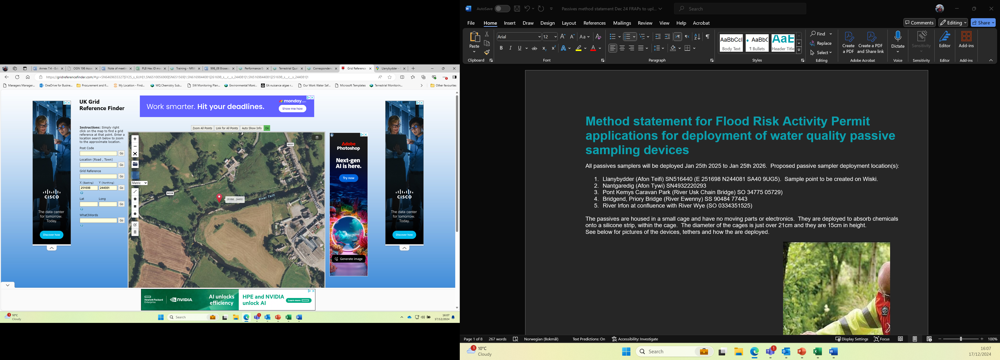 Annex 7.4 - Evi
OGN 196 Acces
Note of meetin
PLB Hex ID mas
Training - NRW
998_08 Biosecu
Performance Ev
Terrestrial Qual
Correspondenc
Grid Reference
Llanybydder - G
https://gridreferencefinder.com/#gr=SN6469655327|SY25_s_6UH|1,SN6510056900|SN651569|1,SN6169844081|261698_s__c__s_244081|1,SN5169844081|251698_s__c__s_244081|1
Managers Manager...
OneDrive for Busine...
Procurement and fi...
My Location - Find...
WQ Chemistry Sub...
SW Monitoring Plan...
Environmental Moni...
EA nuisance algae r...
Our Work Water Saf...
Microsoft Templates
Terrestrial Monitorin...
Other favourites
UK Grid
Reference Finder
Work smarter. Hit your deadlines.
monday.com
Show me how
Instructions: Simply right
click on the map to find a grid
reference at that point. Enter a
location search below to zoom
to the approximate location.
Post Code
Go
Location (Road , Town)
Go
Grid Reference
Go
X (Easting) Y (Northing)
251698 244081 Go
Lat Long
Go
What3Words
Go
Zoom All Points
Link for All Points
Auto Show Info
On
Metric
B4337
B4338
251698 , 244081
River Teifi
BRIDGE STREET
MARKET PLACE
CISCO
The data center
for tomorrow.
Today.
Discover how
Adobe
Photoshop
Next-gen
AI is here.
Try now
Generate image
CISCO
The data center
for tomorrow.
Today.
Discover how
Hewlett Packard
Enterprise
NVIDIA.
AI unlocks
efficiency
HPE and NVIDIA
unlock AI
Learn more
1
10°C
Cloudy
Search
1
16:07
17/12/2024
AutoSave
Passives method statement Dec 24 FRAPs to upl...
Search
File Home Insert Draw Design Layout References Mailings Review View Help Acrobat
Comments
Editing
Share
Paste
Clipboard
Arial
12
Aa
B I U ab x2 x2 A A
Font
Paragraph
AaBbCcI
Body Text
AaBbC
¶ Bullets
AaE
Header Title
Styles
Find
Replace
Select
Editing
Create
a PDF
Create a PDF
and Share link
Adobe Acrobat
Dictate
Voice
Sensitivity
Sensitivity
Editor
Editor
Add-ins
Add-ins
Method statement for Flood Risk Activity Permit
applications for deployment of water quality passive
sampling devices
All passives samplers will be deployed Jan 25th 2025 to Jan 25th 2026. Proposed passive sampler deployment location(s):
1. Llanybydder (Afon Teifi) SN516440 (E 251698 N244081 SA40 9UG5). Sample point to be created on Wiski.
2. Nantgaredig (Afon Tywi) SN4932220293
3. Pont Kemys Caravan Park (River Usk Chain Bridge) SO 34775 05729)
4. Bridgend, Priory Bridge (River Ewenny) SS 90484 77443
5. River Irfon at confluence with River Wye (SO 0334351525)
The passives are housed in a small cage and have no moving parts or electronics. They are deployed to absorb chemicals
onto a silicone strip, within the cage. The diameter of the cages is just over 21cm and they are 15cm in height.
See below for pictures of the devices, tethers and how the are deployed.
Page 1 of 8
267 words
Norwegian (Bokmål)
Text Predictions: On
Accessibility: Investigate
Display Settings
Focus
100%
1
10°C
Cloudy
Search
1
16:07
17/12/2024